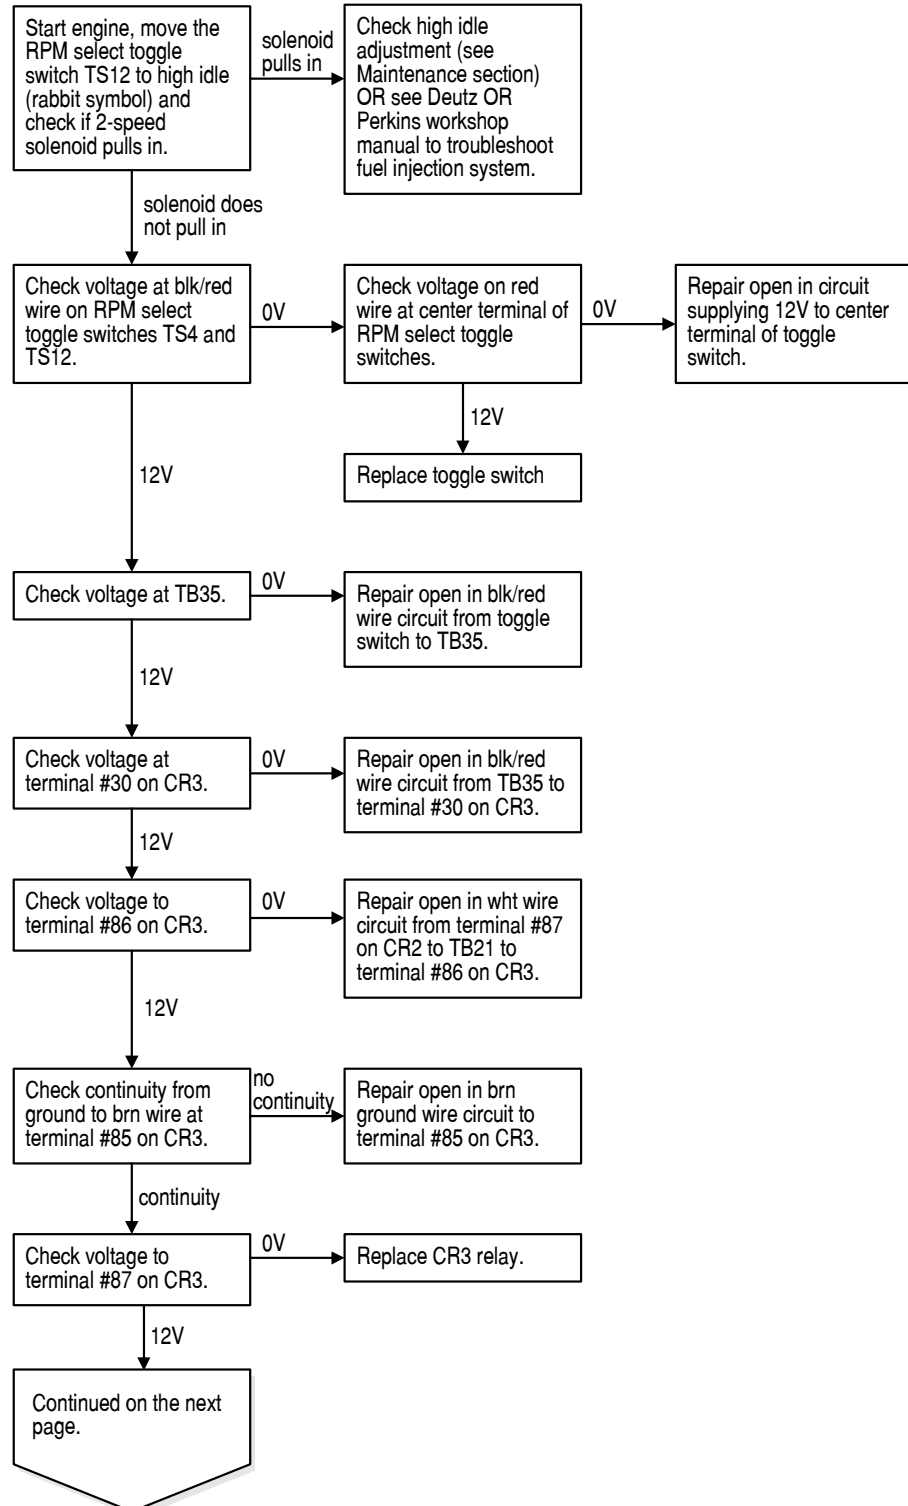 Start engine, move the
RPM select toggle
switch TS12 to high idle
(rabbit symbol) and
check if 2-speed
solenoid pulls in.
solenoid
pulls in
Check high idle
adjustment (see
Maintenance section)
OR see Deutz OR
Perkins workshop
manual to troubleshoot
fuel injection system.
solenoid does
not pull in
Check voltage at blk/red
wire on RPM select
toggle switches TS4 and
TS12.
0V
Check voltage on red
wire at center terminal of
RPM select toggle
switches.
0V
Repair open in circuit
supplying 12V to center
terminal of toggle
switch.
12V
Replace toggle switch
12V
Check voltage at TB35.
0V
Repair open in blk/red
wire circuit from toggle
switch to TB35.
12V
Check voltage at
terminal #30 on CR3.
0V
Repair open in blk/red
wire circuit from TB35 to
terminal #30 on CR3.
12V
Check voltage to
terminal #86 on CR3.
0V
Repair open in wht wire
circuit from terminal #87
on CR2 to TB21 to
terminal #86 on CR3.
12V
Check continuity from
ground to brn wire at
terminal #85 on CR3.
no
continuity
Repair open in brn
ground wire circuit to
terminal #85 on CR3.
continuity
Check voltage to
terminal #87 on CR3.
0V
Replace CR3 relay.
12V
Continued on the next
page.